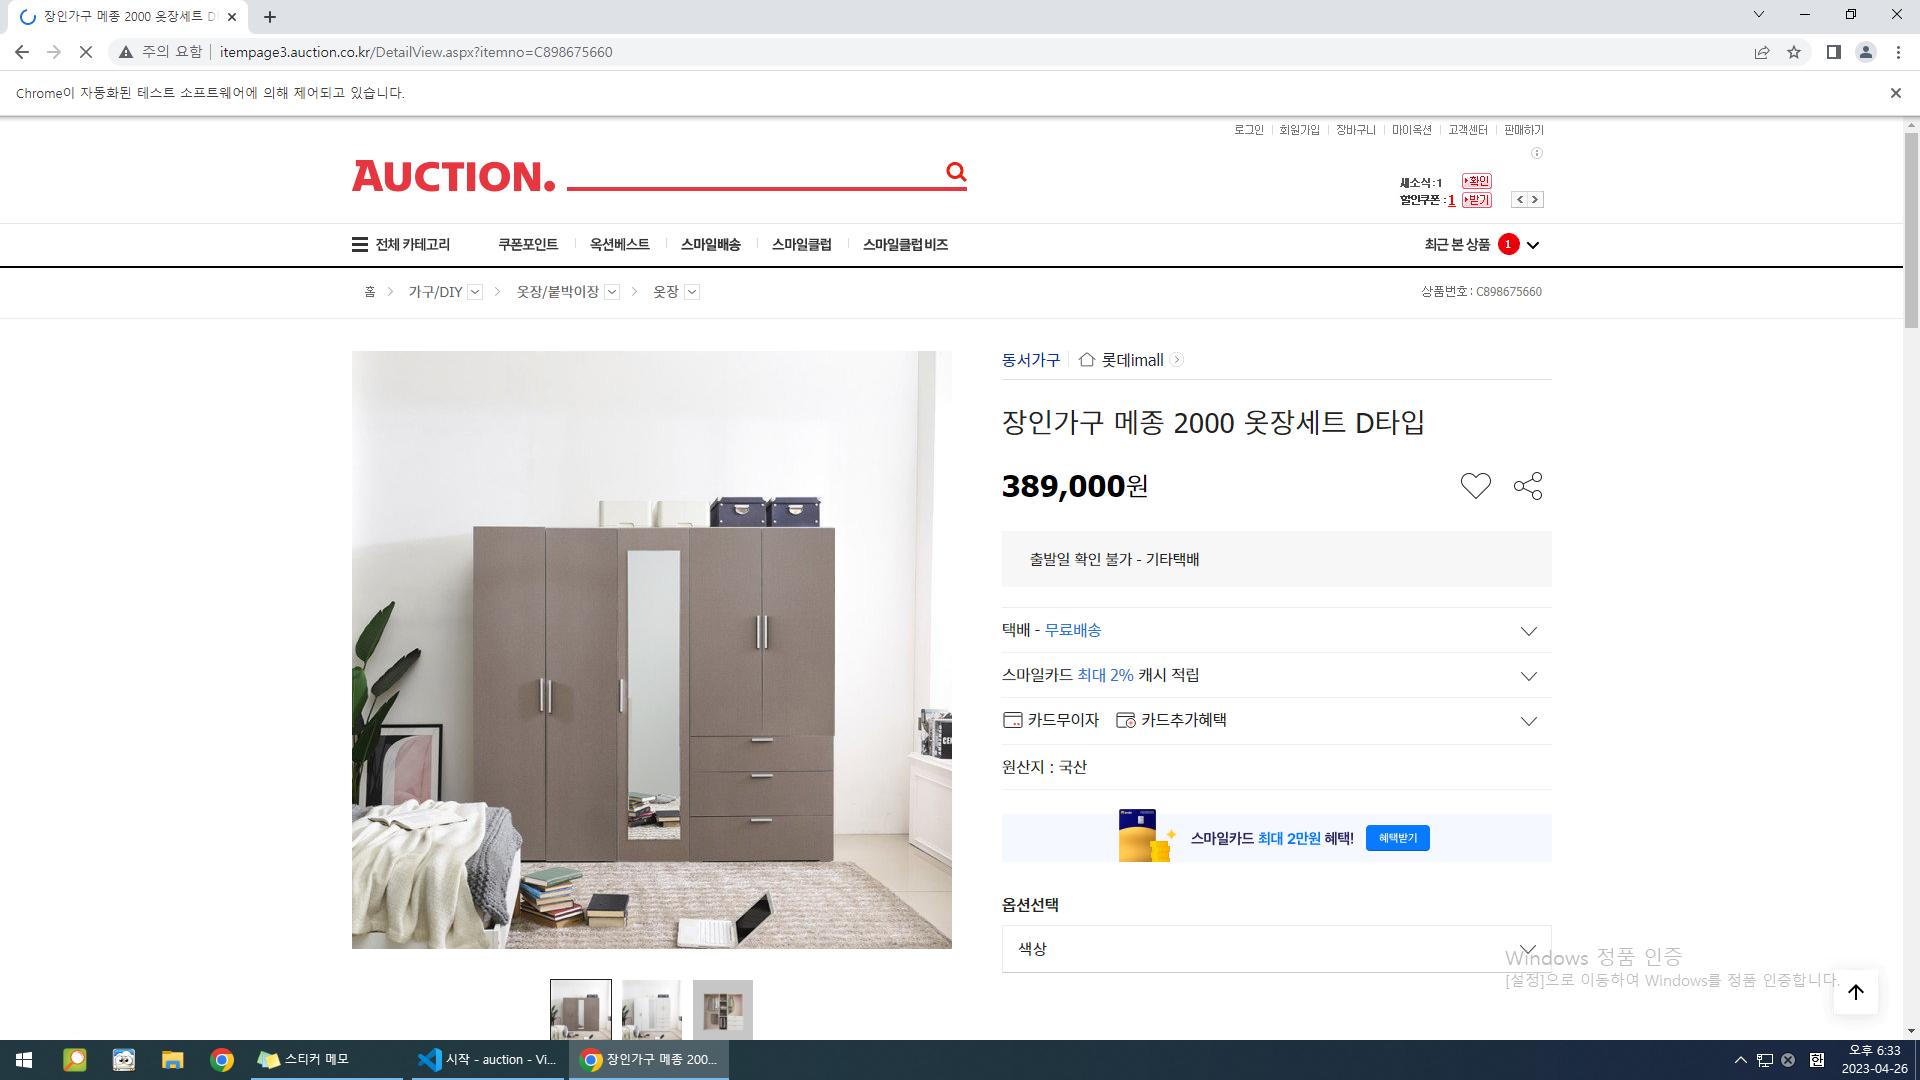 장인가구 메종 2000 옷장세트 D
주의 요함 itempage3.auction.co.kr/DetailView.aspx?itemno=C898675660
Chrome이 자동화된 테스트 소프트웨어에 의해 제어되고 있습니다.
로그인 회원가입 장바구니 마이옥션 고객센터 판매하기
AUCTION.
새소식 : 1 확인
할인쿠폰 : 1 받기
전체 카테고리 쿠폰포인트 옥션베스트 스마일배송 스마일클럽 스마일클럽 비즈 최근 본 상품 1
홈 가구/DIY 옷장/붙박이장 옷장 상품번호 : C898675660
동서가구 롯데imall
장인가구 메종 2000 옷장세트 D타입
389,000원
출발일 확인 불가 - 기타택배
택배 - 무료배송
스마일카드 최대 2% 캐시 적립
카드무이자 카드추가혜택
원산지 : 국산
스마일카드 최대 2만원 혜택! 혜택받기
옵션선택
색상
Windows 정품 인증
[설정]으로 이동하여 Windows를 정품 인증합니다.
스티커 메모 시작 - auction - Vi... 장인가구 메종 200... 한 오후 6:33
2023-04-26